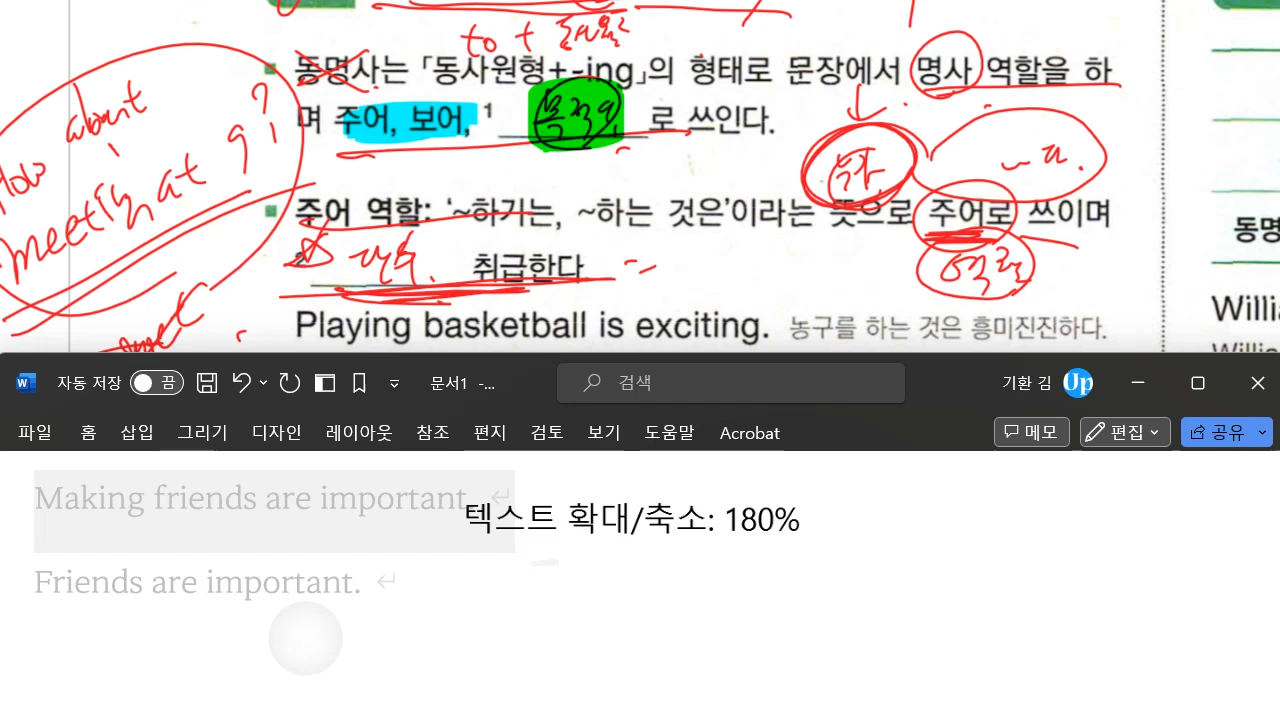 to + 동사원형
동명사는 「동사원형+-ing」의 형태로 문장에서 명사 역할을 하
며 주어, 보어, 1 목적어 로 쓰인다.
How about
meeting at 9?
주어 역할: '~하기는, ~하는 것은'이라는 뜻으로 주어로 쓰이며
2 단수 취급한다
역할
Playing basketball is exciting. 농구를 하는 것은 흥미진진하다.
meet
동명
Willia
Willia
자동 저장 끔 문서1 -... 검색 기환 김 Up
파일 홈 삽입 그리기 디자인 레이아웃 참조 편지 검토 보기 도움말 Acrobat 메모 편집 공유
Making friends are important.
텍스트 확대/축소: 180%
Friends are important.